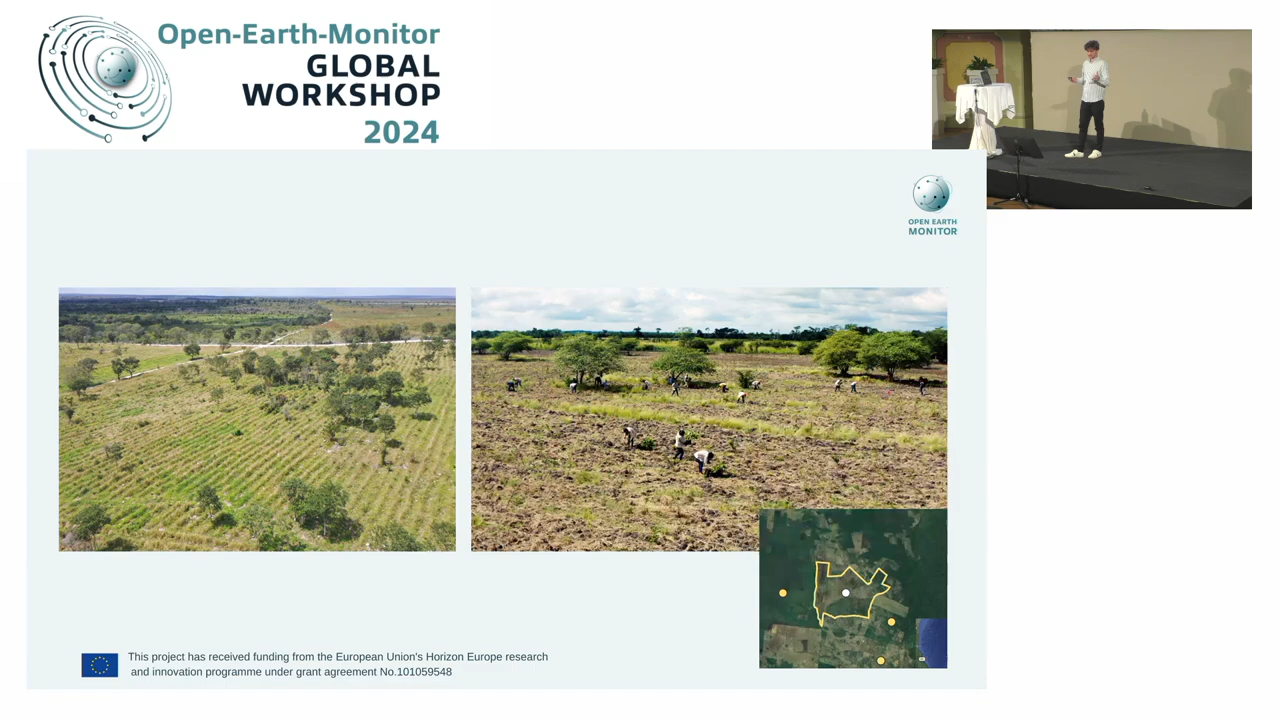 Open-Earth-Monitor
GLOBAL
WORKSHOP
2024
OPEN EARTH
MONITOR
This project has received funding from the European Union's Horizon Europe research
and innovation programme under grant agreement No.101059548